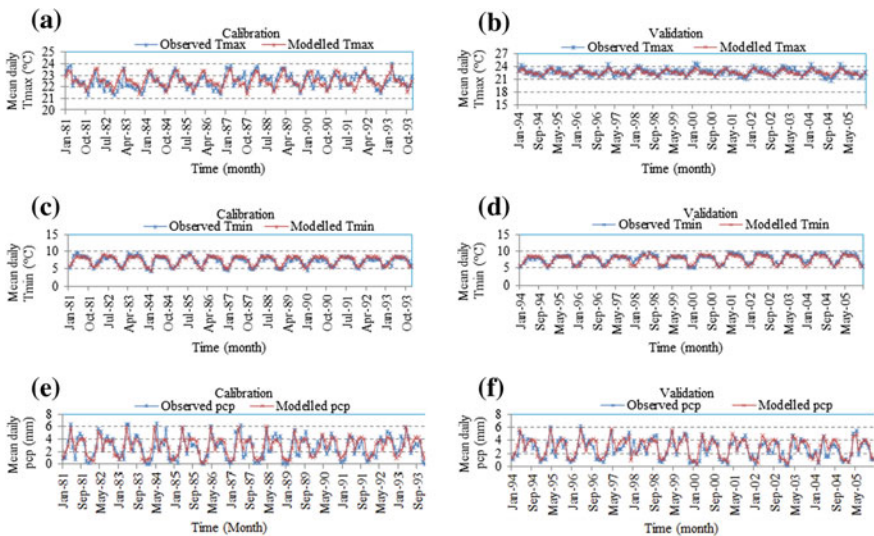 (a)
Calibration
Observed Tmax
Modelled Tmax
Mean daily
Tmax (°C)
25
24
23
22
21
20
Jan-81
Oct-81
Jul-82
Apr-83
Jan-84
Oct-84
Jul-85
Apr-86
Jan-87
Oct-87
Jul-88
Apr-89
Jan-90
Oct-90
Jul-91
Apr-92
Jan-93
Oct-93
Time (month)
(b)
Validation
Observed Tmax
Modelled Tmax
Mean daily
Tmax (°C)
27
24
21
18
15
Jan-94
Sep-94
May-95
Jan-96
Sep-96
May-97
Jan-98
Sep-98
May-99
Jan-00
Sep-00
May-01
Jan-02
Sep-02
May-03
Jan-04
Sep-04
May-05
Time (month)
(c)
Calibration
Observed Tmin
Modelled Tmin
Mean daily
Tmin (°C)
15
10
5
0
Jan-81
Oct-81
Jul-82
Apr-83
Jan-84
Oct-84
Jul-85
Apr-86
Jan-87
Oct-87
Jul-88
Apr-89
Jan-90
Oct-90
Jul-91
Apr-92
Jan-93
Oct-93
Time (month)
(d)
Validation
Observed Tmin
Modelled Tmin
Mean daily
Tmin (°C)
15
10
5
0
Jan-94
Sep-94
May-95
Jan-96
Sep-96
May-97
Jan-98
Sep-98
May-99
Jan-00
Sep-00
May-01
Jan-02
Sep-02
May-03
Jan-04
Sep-04
May-05
Time (month)
(e)
Calibration
Observed pcp
Modelled pcp
Mean daily
pcp (mm)
8
6
4
2
0
Jan-81
Sep-81
May-82
Jan-83
Sep-83
May-84
Jan-85
Sep-85
May-86
Jan-87
Sep-87
May-88
Jan-89
Sep-89
May-90
Jan-91
Sep-91
May-92
Jan-93
Sep-93
Time (Month)
(f)
Validation
Observed pcp
Modelled pcp
Mean daily
pcp (mm)
8
6
4
2
0
Jan-94
Sep-94
May-95
Jan-96
Sep-96
May-97
Jan-98
Sep-98
May-99
Jan-00
Sep-00
May-01
Jan-02
Sep-02
May-03
Jan-04
Sep-04
May-05
Time (month)